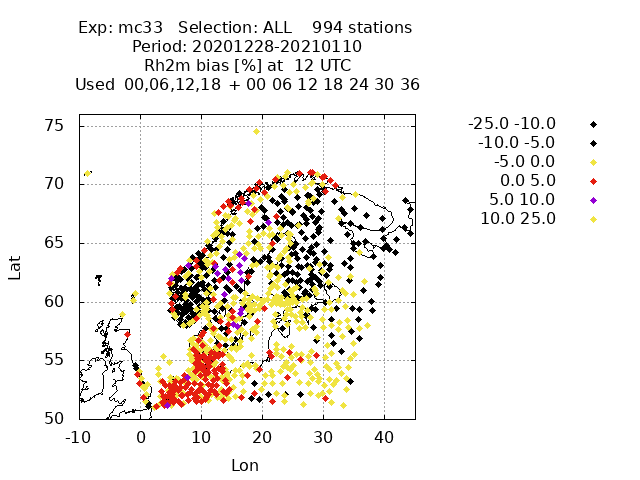 Exp: mc33 Selection: ALL 994 stations
Period: 20201228-20210110
Rh2m bias [%] at 12 UTC
Used 00,06,12,18 + 00 06 12 18 24 30 36
-25.0 -10.0
-10.0 -5.0
-5.0 0.0
0.0 5.0
5.0 10.0
10.0 25.0
75
70
65
60
55
50
Lat
-10 0 10 20 30 40
Lon